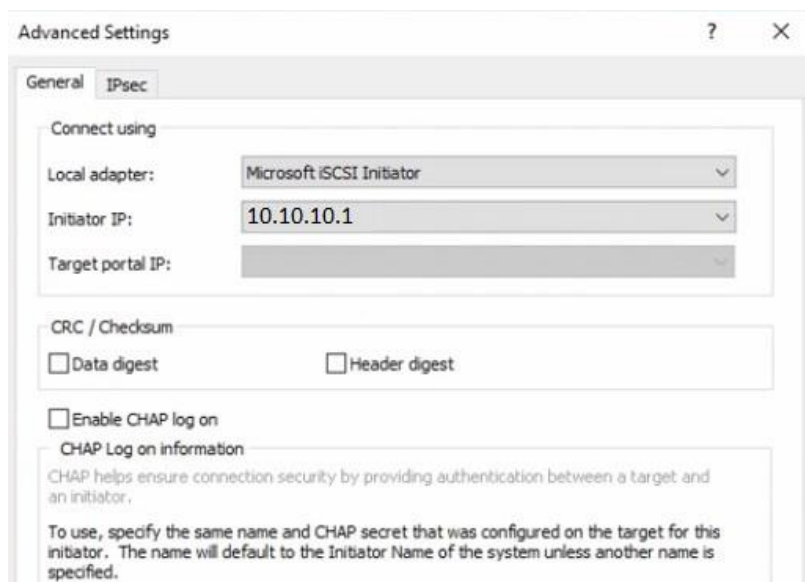 Advanced Settings ?
General IPsec
Connect using
Local adapter: Microsoft iSCSI Initiator
Initiator IP: 10.10.10.1
Target portal IP:
CRC / Checksum
Data digest Header digest
Enable CHAP log on
CHAP Log on information
CHAP helps ensure connection security by providing authentication between a target and
an initiator.
To use, specify the same name and CHAP secret that was configured on the target for this
initiator. The name will default to the Initiator Name of the system unless another name is
specified.